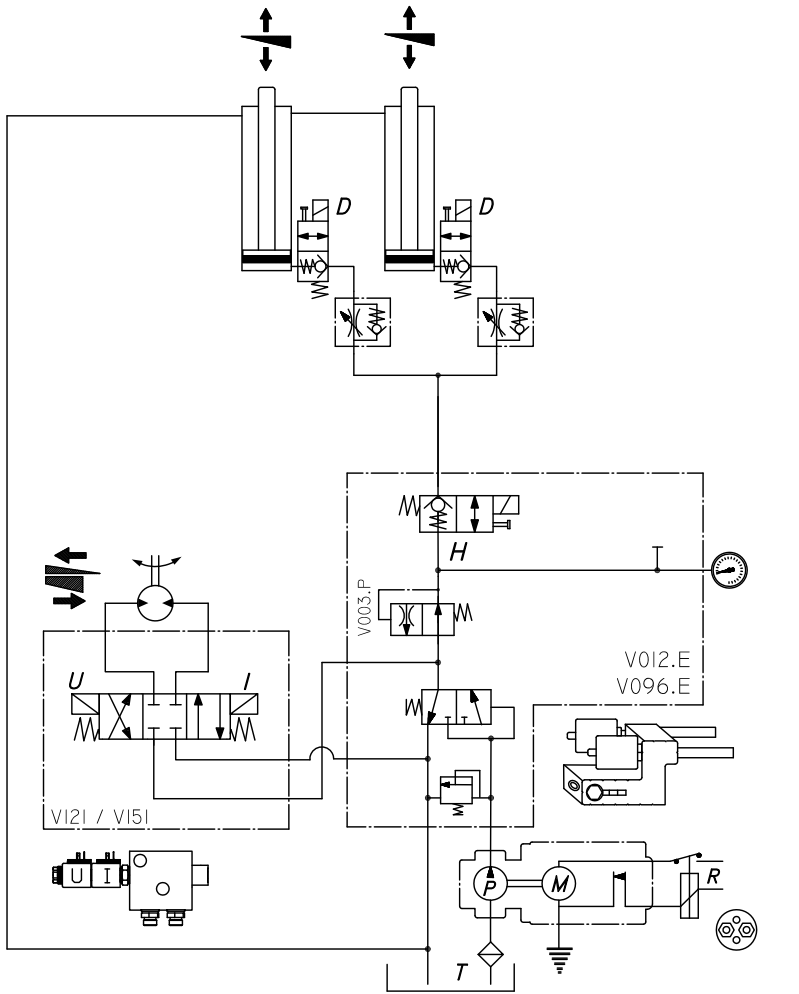 D D
H
V003.P
V012.E
V096.E
U I
V121 / V151
U I
P M R
T